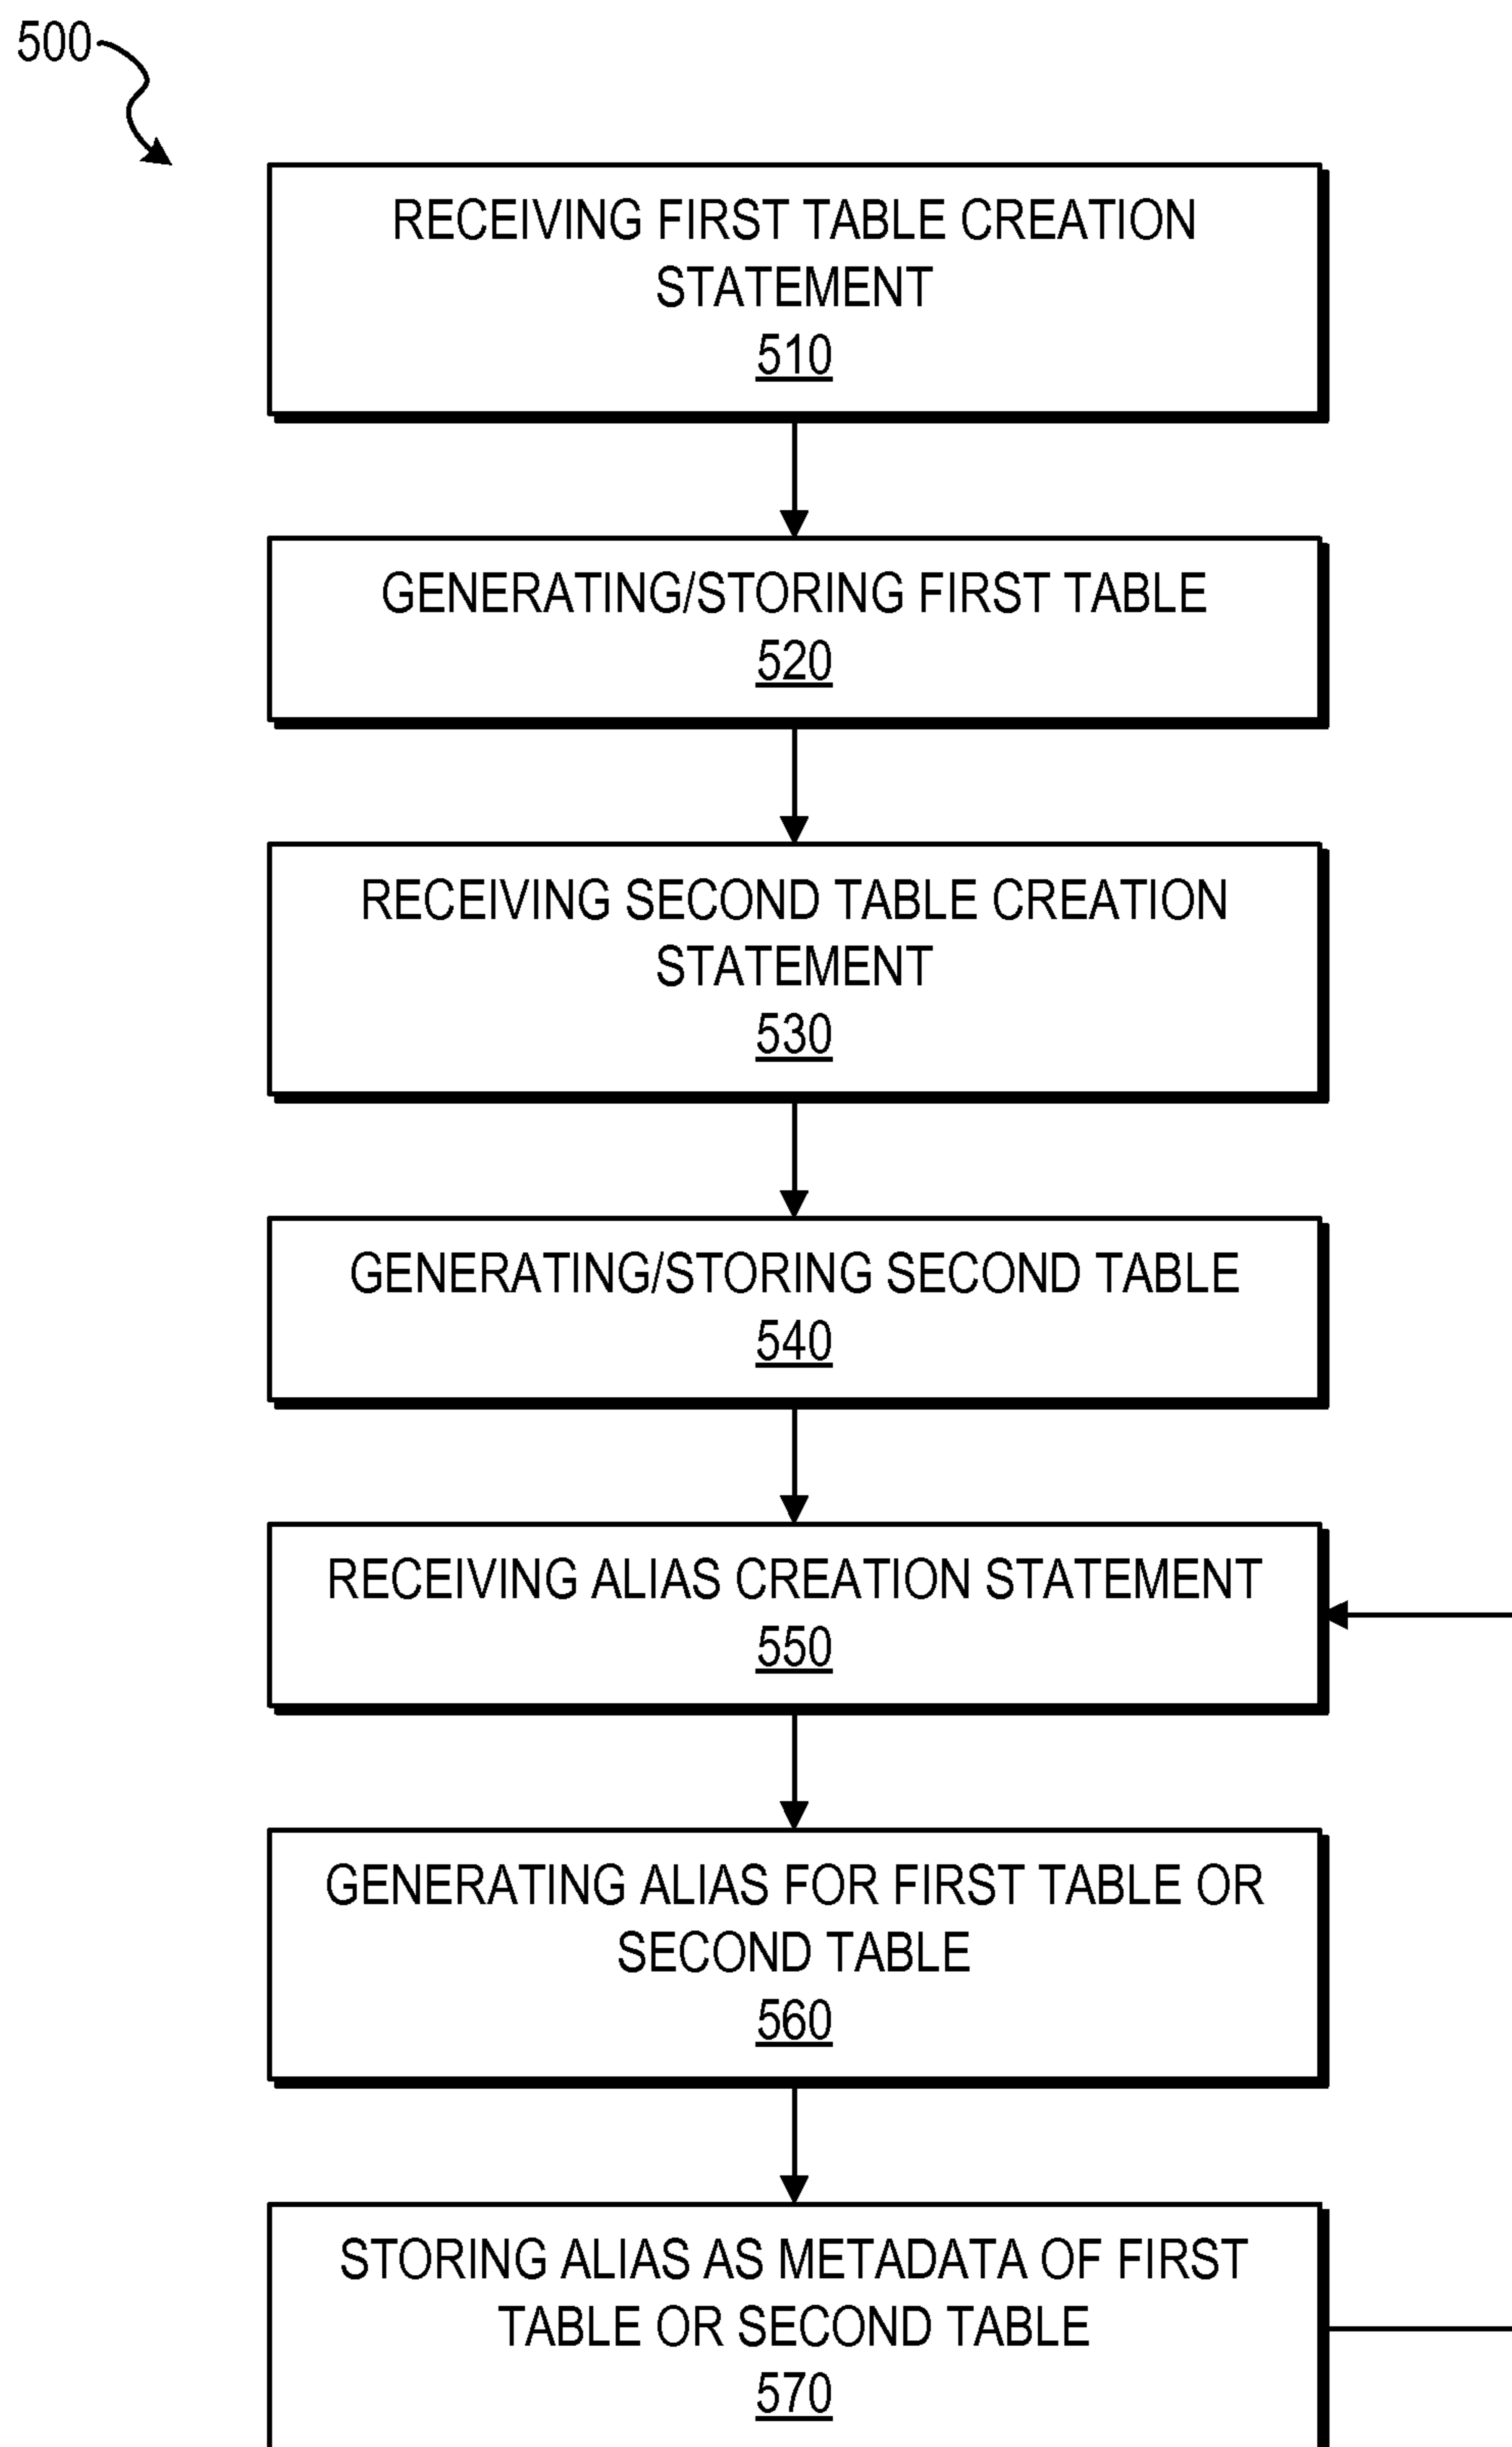 500
RECEIVING FIRST TABLE CREATION
STATEMENT
510
GENERATING/STORING FIRST TABLE
520
RECEIVING SECOND TABLE CREATION
STATEMENT
530
GENERATING/STORING SECOND TABLE
540
RECEIVING ALIAS CREATION STATEMENT
550
GENERATING ALIAS FOR FIRST TABLE OR
SECOND TABLE
560
STORING ALIAS AS METADATA OF FIRST
TABLE OR SECOND TABLE
570